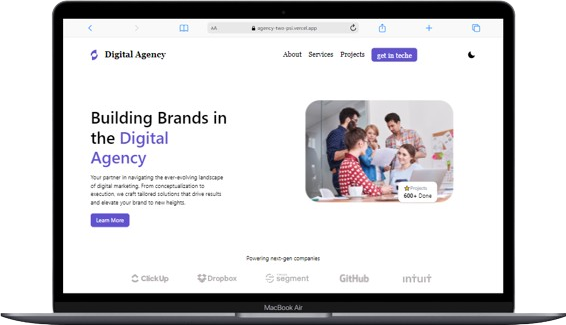 AA
agency-two-psi.vercel.app
Digital Agency
About Services Projects get in teche
Building Brands in
the Digital
Agency
Your partner in navigating the ever-evolving landscape
of digital marketing. From conceptualization to
execution, we craft tailored solutions that drive results
and elevate your brand to new heights.
Learn More
Projects
600+ Done
Powering next-gen companies
ClickUp Dropbox segment GitHub intuit
MacBook Air